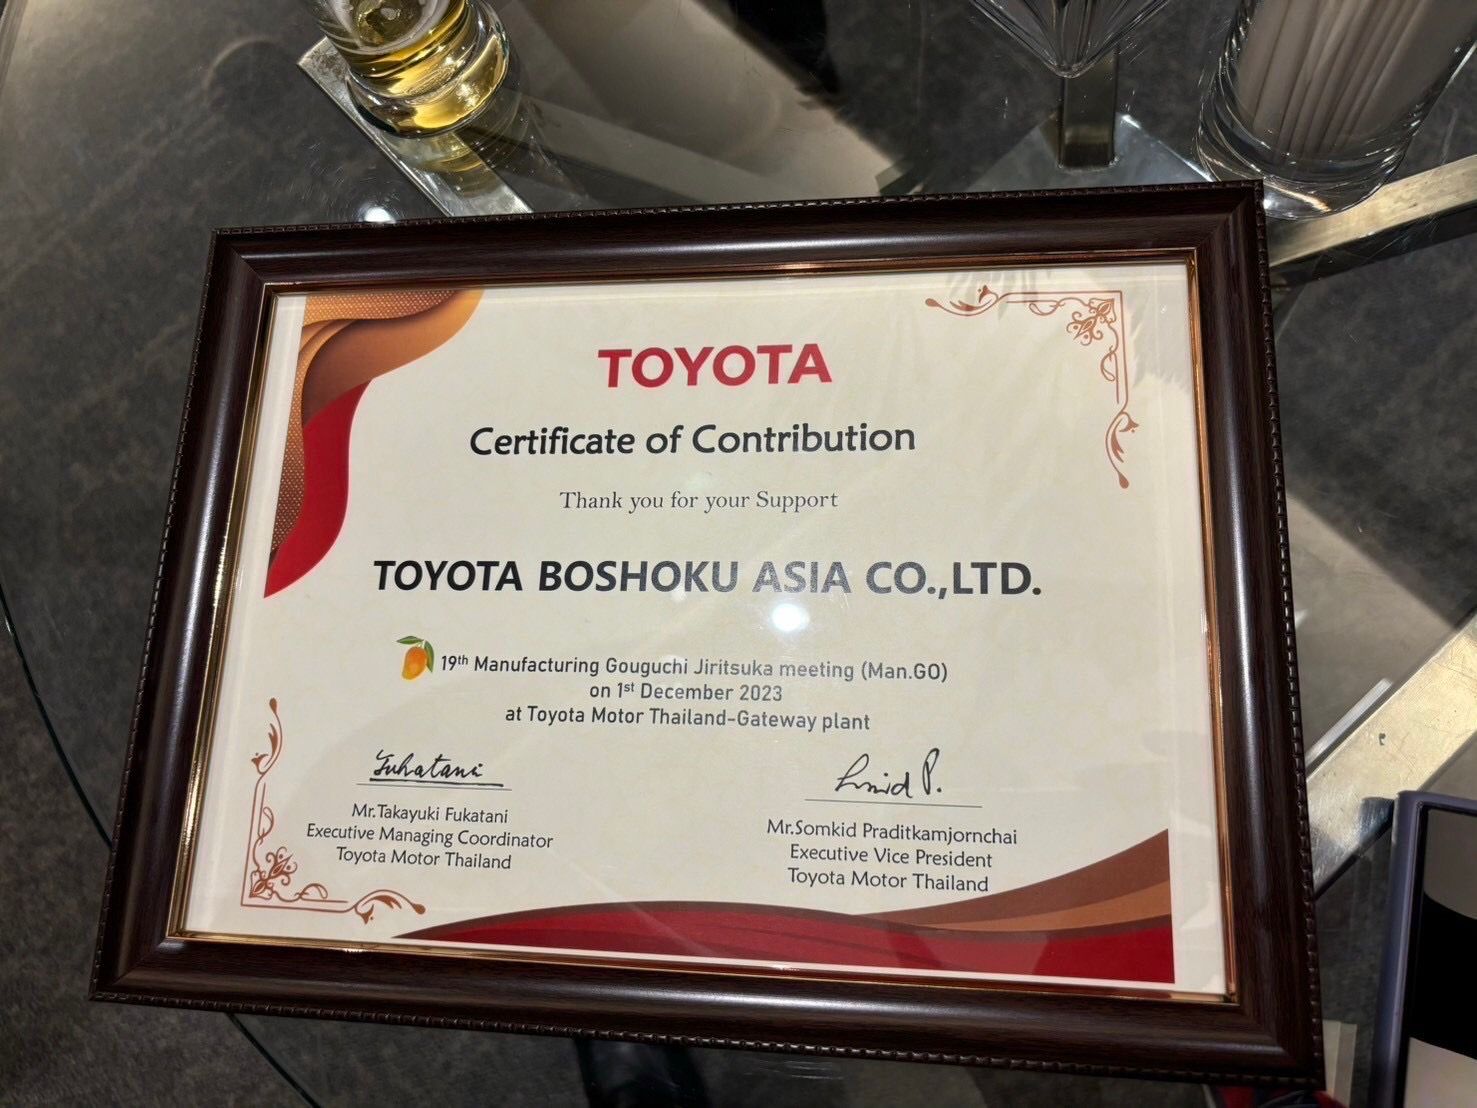 TOYOTA
Certificate of Contribution
Thank you for your Support
TOYOTA BOSHOKU ASIA CO.,LTD.
19th Manufacturing Gouguchi Jiritsuka meeting (Man.GO)
on 1st December 2023
at Toyota Motor Thailand-Gateway plant
Fukatani
Mr.Takayuki Fukatani
Executive Managing Coordinator
Toyota Motor Thailand
Somkid P.
Mr.Somkid Praditkamjornchai
Executive Vice President
Toyota Motor Thailand